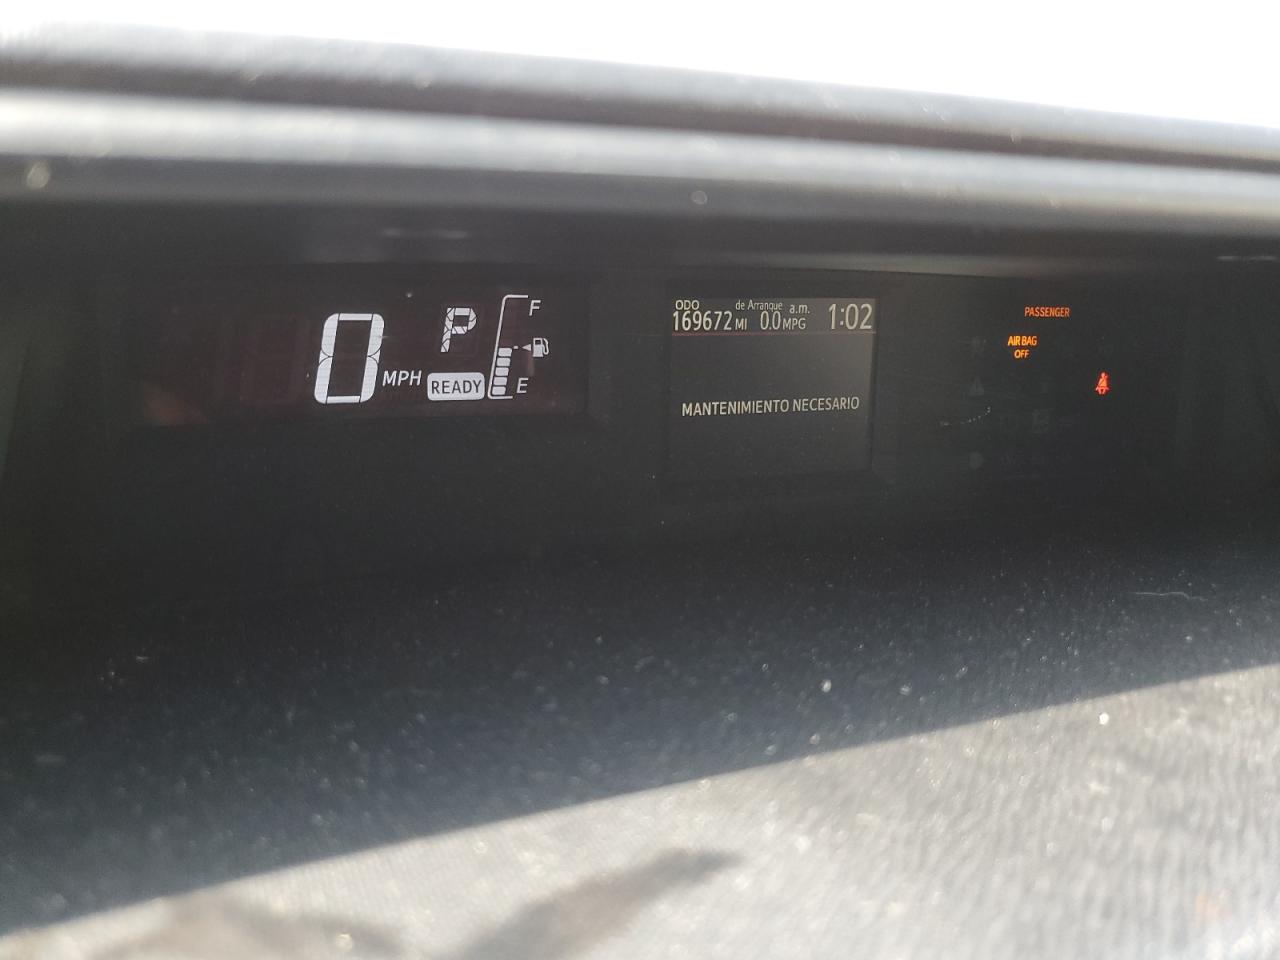 0 MPH
P
READY
F
E
ODO de Arranque a.m.
169672 MI 0.0 MPG 1:02
MANTENIMIENTO NECESARIO
PASSENGER
AIR BAG
OFF